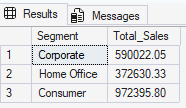 Results Messages
Segment Total_Sales
1 Corporate 590022.05
2 Home Office 372630.33
3 Consumer 972395.80